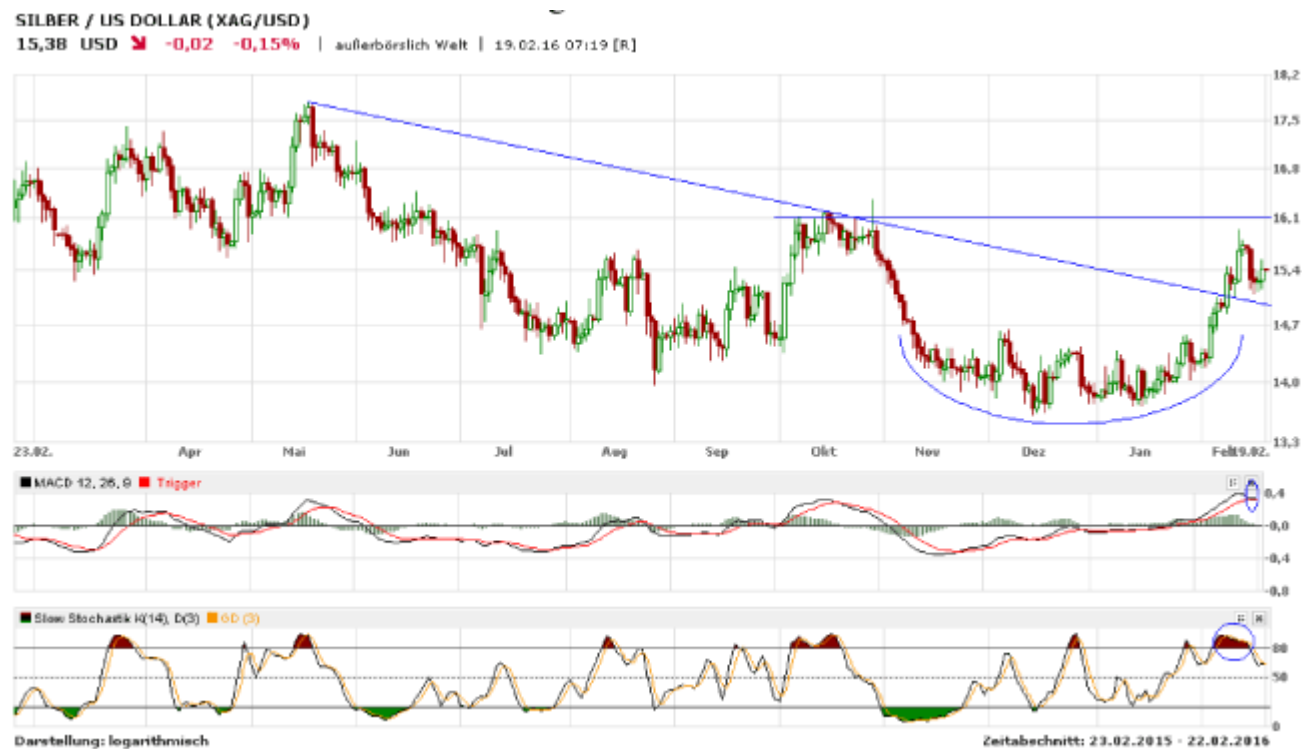 SILBER / US DOLLAR (XAG/USD)
15,38 USD -0,02 -0,15% | außerbörslich Welt | 19.02.16 07:19 [R]
18,2
17,5
16,8
16,1
15,4
14,7
14,0
13,3
23.02. Apr Mai Jun Jul Aug Sep Okt Nov Dez Jan 19.02.
MACD 12, 26, 9 Trigger
0,4
0,0
-0,4
-0,8
Slow Stochastik K(14), D(3) GD (3)
80
50
0
Darstellung: logarithmisch Zeitabschnitt: 23.02.2015 - 22.02.2016